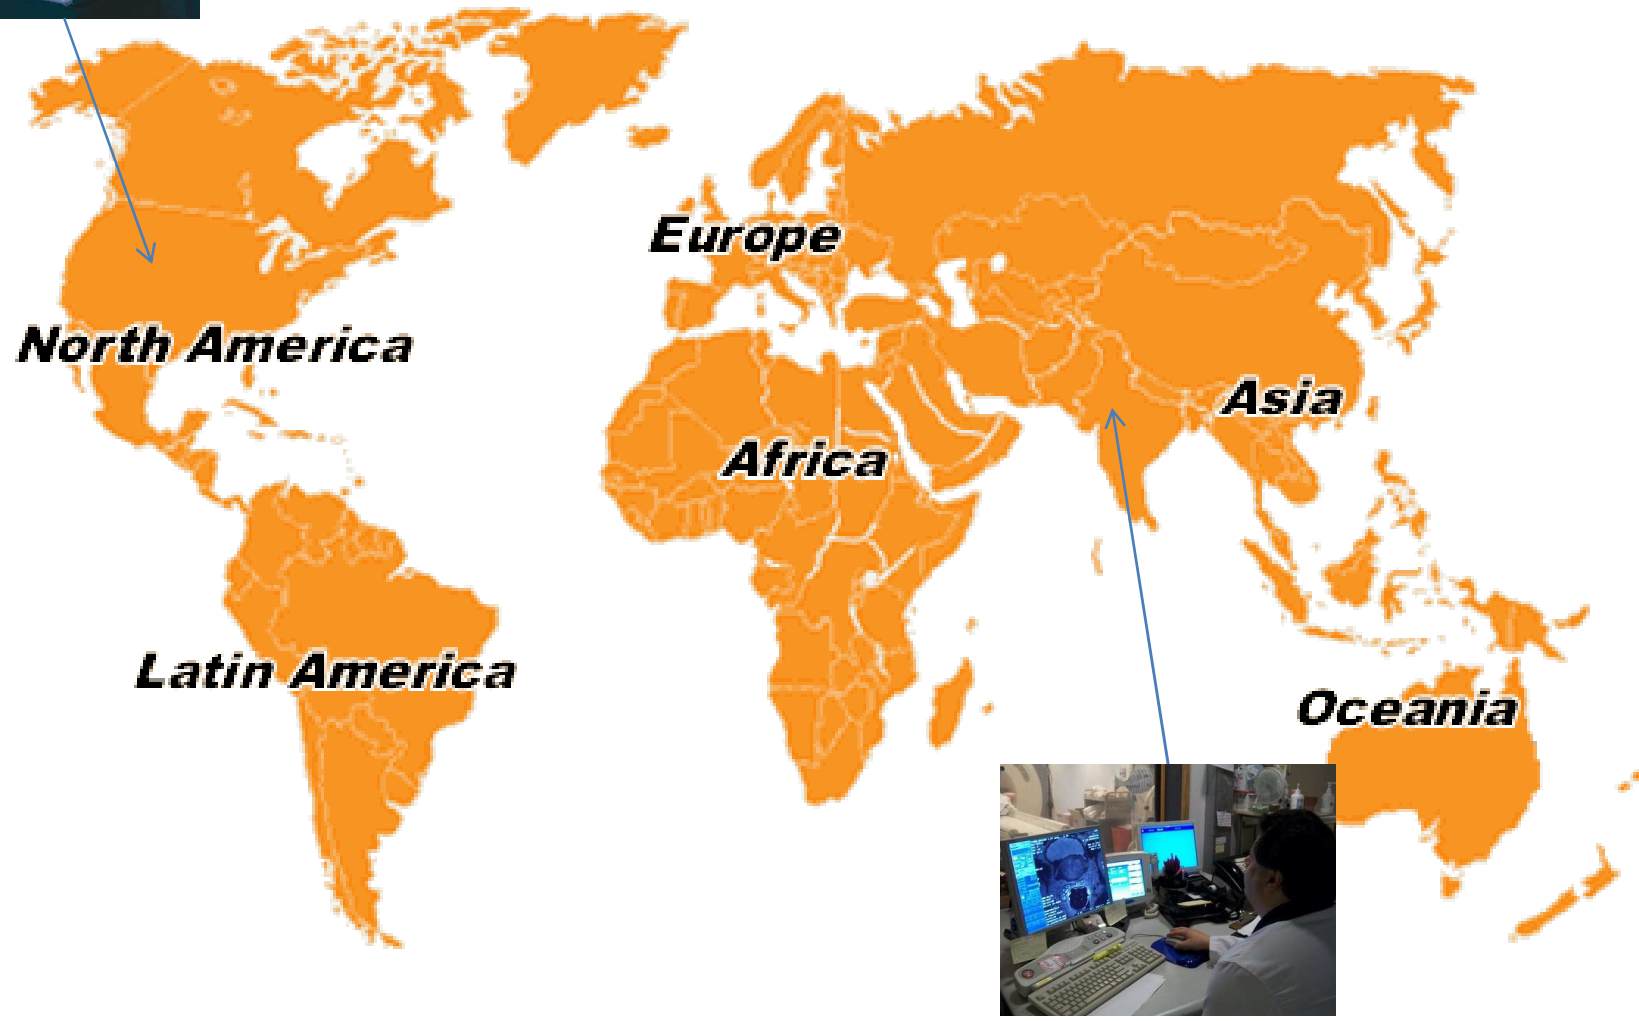 Europe
North America
Asia
Africa
Latin America
Oceania